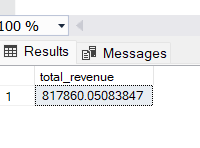 100 %
Results Messages
total_revenue
1 817860.05083847